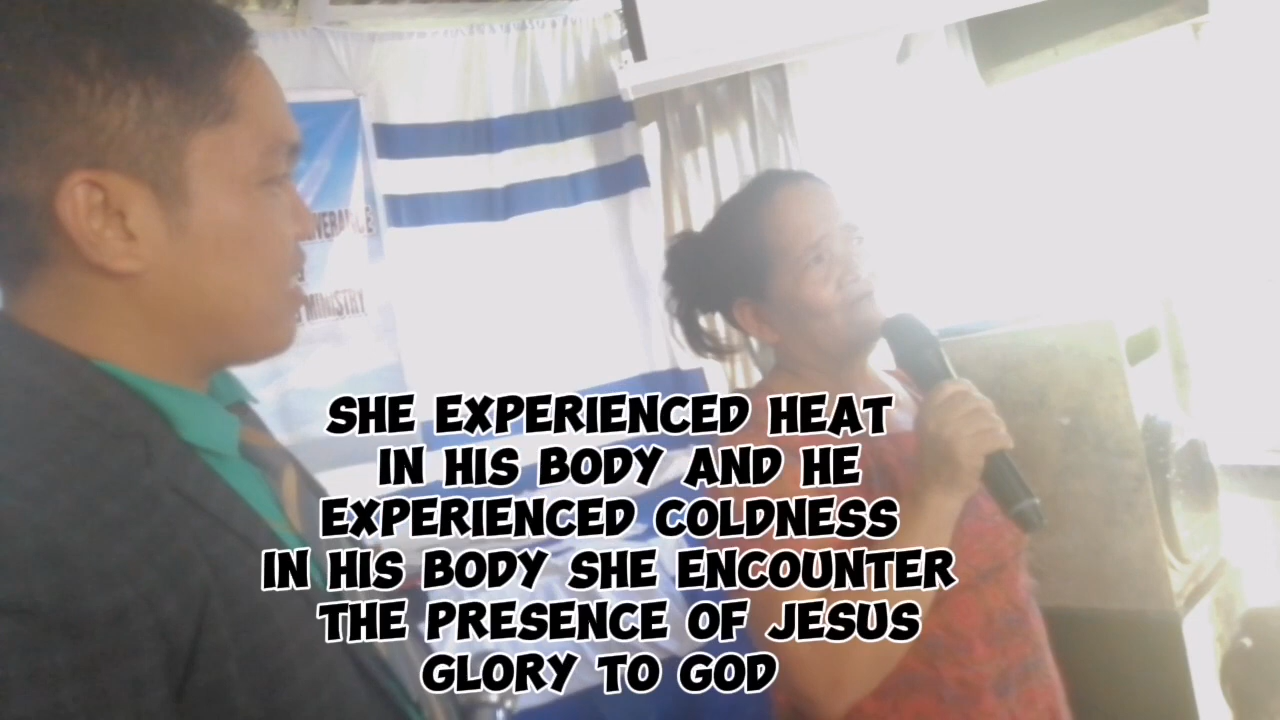 MINISTRY
SHE EXPERIENCED HEAT
IN HIS BODY AND HE
EXPERIENCED COLDNESS
IN HIS BODY SHE ENCOUNTER
THE PRESENCE OF JESUS
GLORY TO GOD